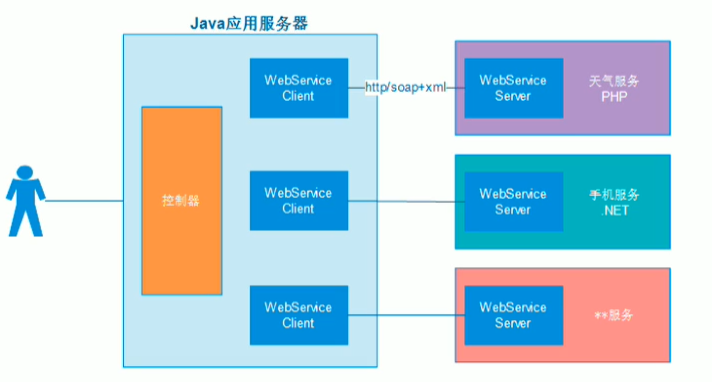 Java应用服务器
WebService
Client
http/soap+xml
WebService
Server
天气服务
PHP
控制器
WebService
Client
WebService
Server
手机服务
.NET
WebService
Client
WebService
Server
**服务